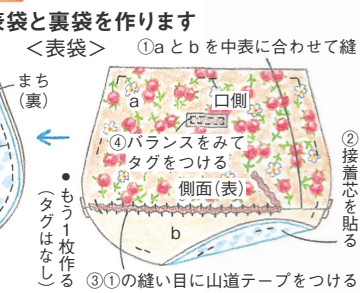 表袋と裏袋を作ります
<表袋>
①aとbを中表に合わせて縫
まち
(裏)
a
口側
④バランスをみて
タグをつける
側面(表)
b
②接着芯を貼る
●もう1枚作る
(タグはなし)
③①の縫い目に山道テープをつける